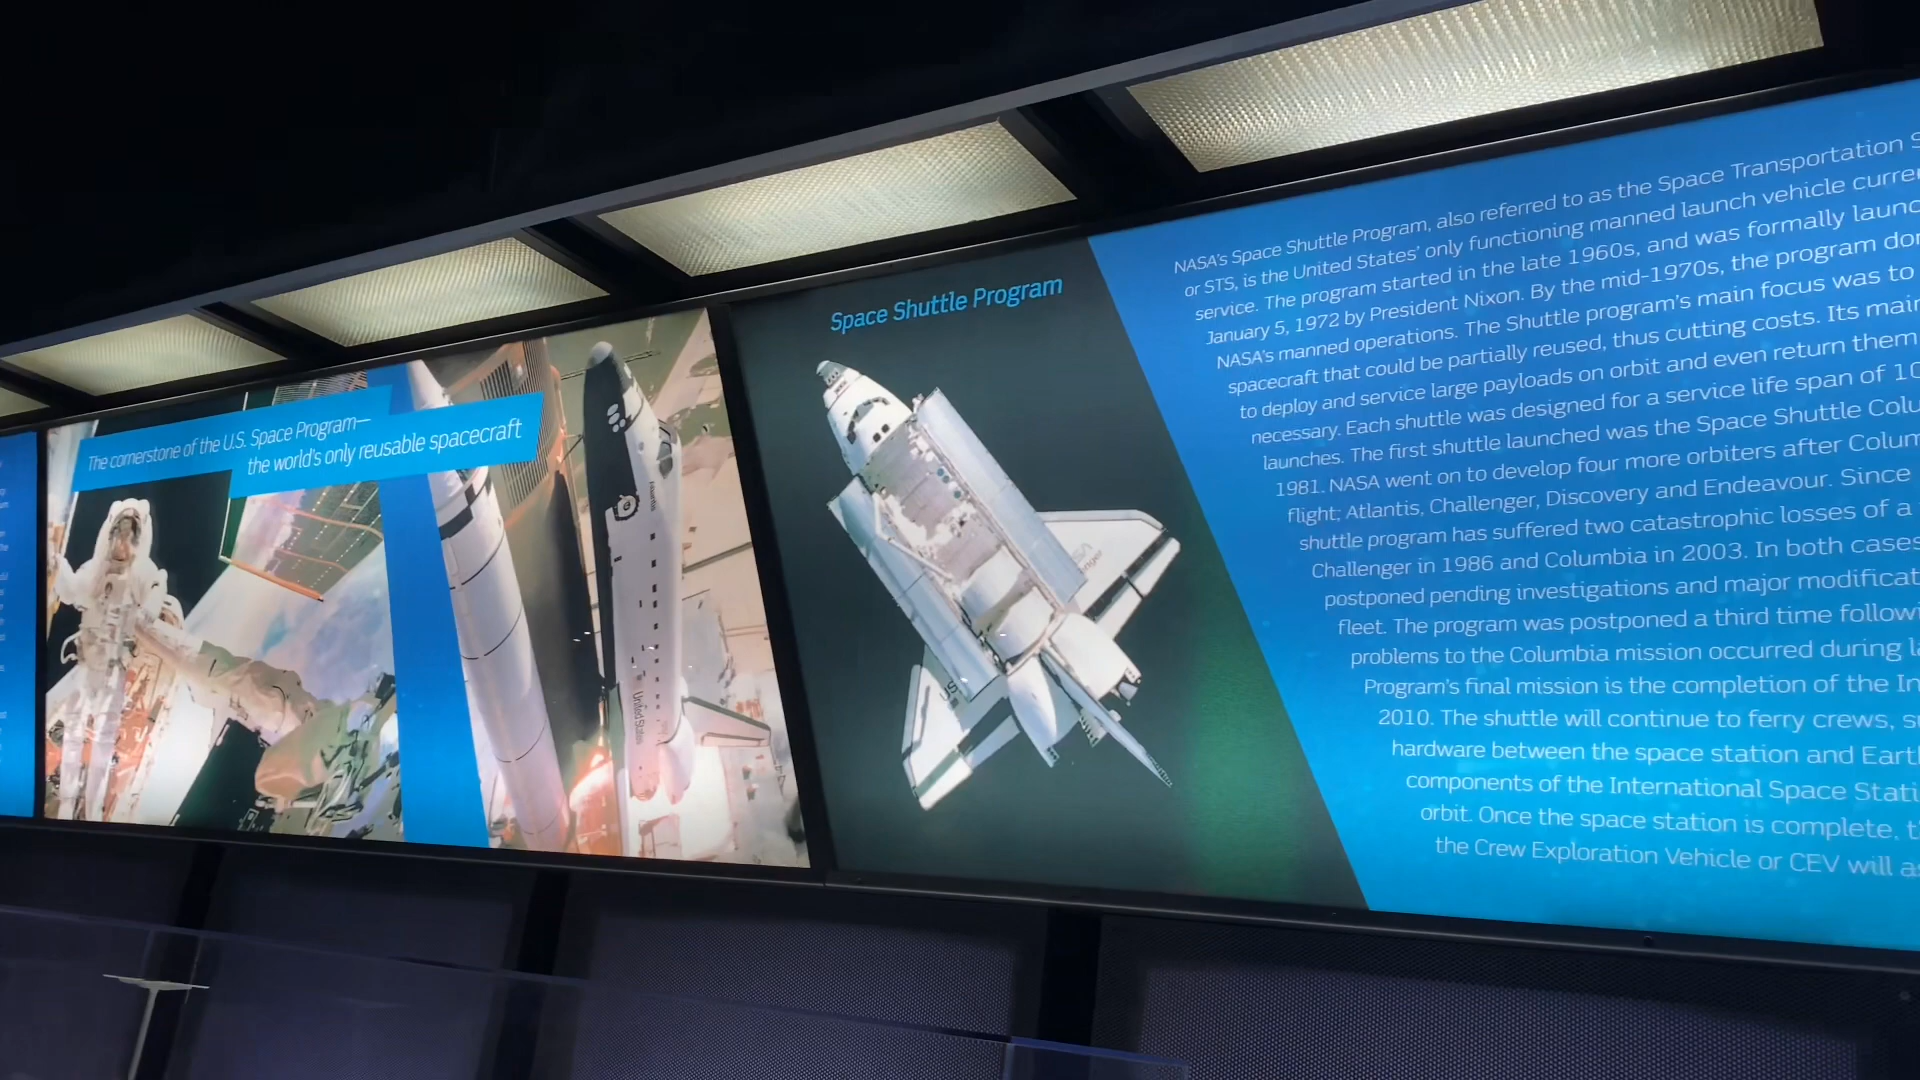 The cornerstone of the U.S. Space Program—
the world's only reusable spacecraft
Atlantis
United States
Space Shuttle Program
NASA's Space Shuttle Program, also referred to as the Space Transportation
or STS, is the United States' only functioning manned launch vehicle
service. The program started in the late 1960s, and was formally
January 5, 1972 by President Nixon. By the mid-1970s, the program
NASA's manned operations. The Shuttle program's main focus was to
spacecraft that could be partially reused, thus cutting costs. Its main
to deploy and service large payloads on orbit and even return them
necessary. Each shuttle was designed for a service life span of
launches. The first shuttle launched was the Space Shuttle
1981. NASA went on to develop four more orbiters after
flight; Atlantis, Challenger, Discovery and Endeavour. Since
shuttle program has suffered two catastrophic losses of a
Challenger in 1986 and Columbia in 2003. In both cases
postponed pending investigations and major
fleet. The program was postponed a third time
problems to the Columbia mission occurred during
Program's final mission is the completion of the
2010. The shuttle will continue to ferry crews,
hardware between the space station and Earth
components of the International Space
orbit. Once the space station is complete,
the Crew Exploration Vehicle or CEV will